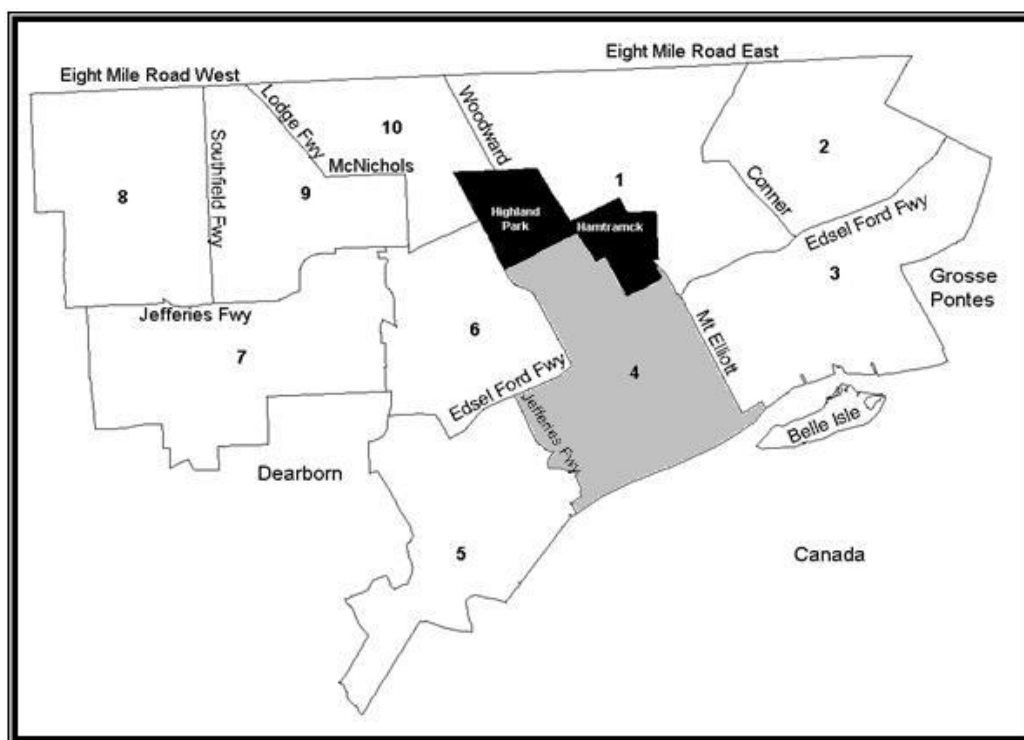 Eight Mile Road East
Eight Mile Road West
Lodge Fwy
Woodward
10
Southfield Fwy
McNichols
2
8
9
1
Conner
Highland
Park
Hamtramck
Edsel Ford Fwy
3
Grosse
Pontes
Jefferies Fwy
7
6
Mt Elliott
Edsel Ford Fwy
4
Jefferies Fwy
Belle Isle
Dearborn
5
Canada